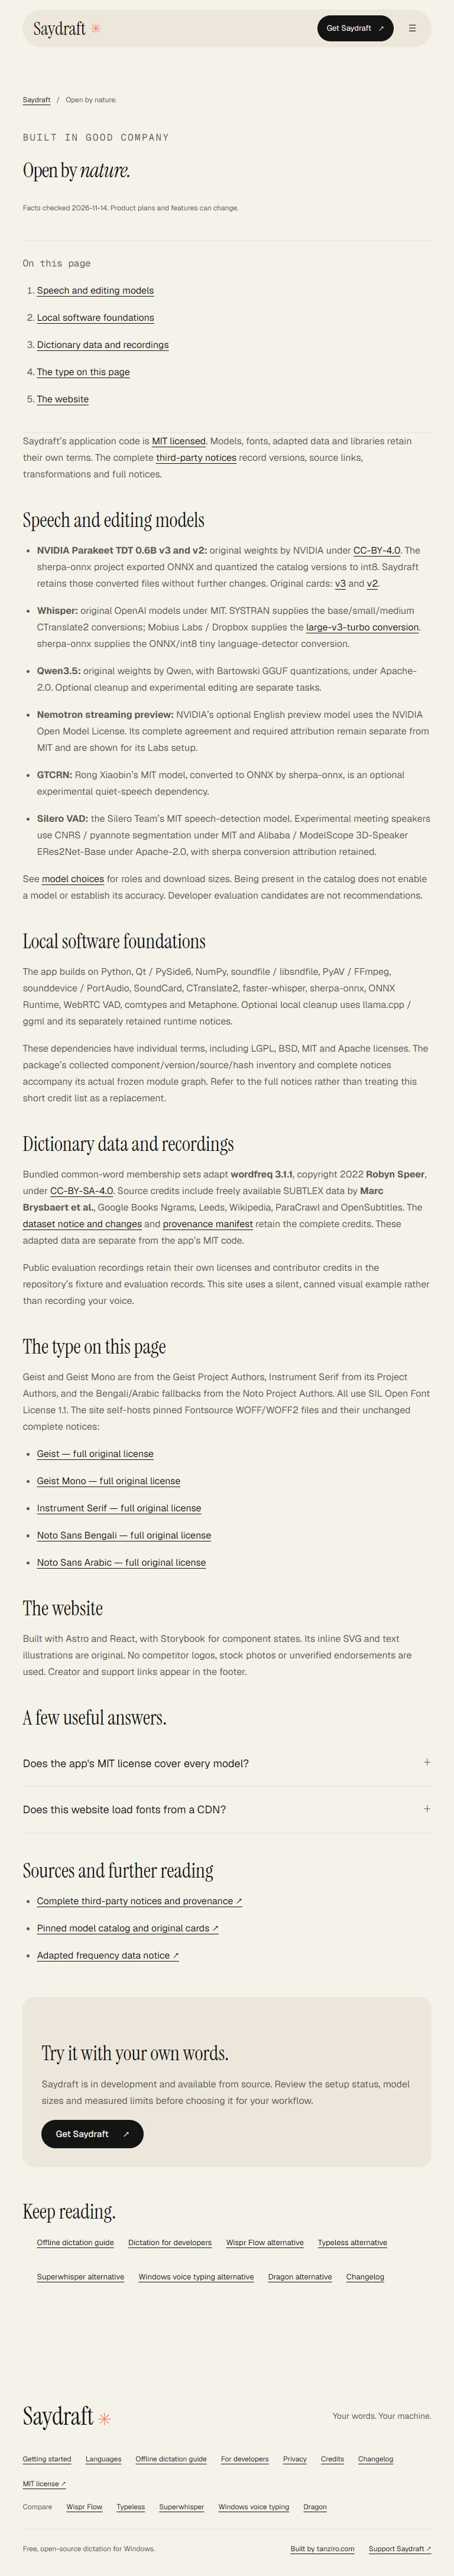 Saydraft
Get Saydraft ↗
Saydraft / Open by nature.
BUILT IN GOOD COMPANY
Open by nature.
Facts checked 2026-11-14. Product plans and features can change.
On this page
1. Speech and editing models
2. Local software foundations
3. Dictionary data and recordings
4. The type on this page
5. The website
Saydraft's application code is MIT licensed. Models, fonts, adapted data and libraries retain
their own terms. The complete third-party notices record versions, source links,
transformations and full notices.
Speech and editing models
• NVIDIA Parakeet TDT 0.6B v3 and v2: original weights by NVIDIA under CC-BY-4.0. The
sherpa-onnx project exported ONNX and quantized the catalog versions to int8. Saydraft
retains those converted files without further changes. Original cards: v3 and v2.
• Whisper: original OpenAI models under MIT. SYSTRAN supplies the base/small/medium
CTranslate2 conversions; Mobius Labs / Dropbox supplies the large-v3-turbo conversion.
sherpa-onnx supplies the ONNX/int8 tiny language-detector conversion.
• Qwen3.5: original weights by Qwen, with Bartowski GGUF quantizations, under Apache-
2.0. Optional cleanup and experimental editing are separate tasks.
• Nemotron streaming preview: NVIDIA's optional English preview model uses the NVIDIA
Open Model License. Its complete agreement and required attribution remain separate from
MIT and are shown for its Labs setup.
• GTCRN: Rong Xiaobin's MIT model, converted to ONNX by sherpa-onnx, is an optional
experimental quiet-speech dependency.
• Silero VAD: the Silero Team's MIT speech-detection model. Experimental meeting speakers
use CNRS / pyannote segmentation under MIT and Alibaba / ModelScope 3D-Speaker
ERes2Net-Base under Apache-2.0, with sherpa conversion attribution retained.
See model choices for roles and download sizes. Being present in the catalog does not enable
a model or establish its accuracy. Developer evaluation candidates are not recommendations.
Local software foundations
The app builds on Python, Qt / PySide6, NumPy, soundfile / libsndfile, PyAV / FFmpeg,
sounddevice / PortAudio, SoundCard, CTranslate2, faster-whisper, sherpa-onnx, ONNX
Runtime, WebRTC VAD, comtypes and Metaphone. Optional local cleanup uses llama.cpp /
ggml and its separately retained runtime notices.
These dependencies have individual terms, including LGPL, BSD, MIT and Apache licenses. The
package's collected component/version/source/hash inventory and complete notices
accompany its actual frozen module graph. Refer to the full notices rather than treating this
short credit list as a replacement.
Dictionary data and recordings
Bundled common-word membership sets adapt wordfreq 3.1.1, copyright 2022 Robyn Speer,
under CC-BY-SA-4.0. Source credits include freely available SUBTLEX data by Marc
Brysbaert et al., Google Books Ngrams, Leeds, Wikipedia, ParaCrawl and OpenSubtitles. The
dataset notice and changes and provenance manifest retain the complete credits. These
adapted data are separate from the app's MIT code.
Public evaluation recordings retain their own licenses and contributor credits in the
repository's fixture and evaluation records. This site uses a silent, canned visual example rather
than recording your voice.
The type on this page
Geist and Geist Mono are from the Geist Project Authors, Instrument Serif from its Project
Authors, and the Bengali/Arabic fallbacks from the Noto Project Authors. All use SIL Open Font
License 1.1. The site self-hosts pinned Fontsource WOFF/WOFF2 files and their unchanged
complete notices:
• Geist — full original license
• Geist Mono — full original license
• Instrument Serif — full original license
• Noto Sans Bengali — full original license
• Noto Sans Arabic — full original license
The website
Built with Astro and React, with Storybook for component states. Its inline SVG and text
illustrations are original. No competitor logos, stock photos or unverified endorsements are
used. Creator and support links appear in the footer.
A few useful answers.
Does the app's MIT license cover every model? +
Does this website load fonts from a CDN? +
Sources and further reading
• Complete third-party notices and provenance ↗
• Pinned model catalog and original cards ↗
• Adapted frequency data notice ↗
Try it with your own words.
Saydraft is in development and available from source. Review the setup status, model
sizes and measured limits before choosing it for your workflow.
Get Saydraft ↗
Keep reading.
Offline dictation guide Dictation for developers Wispr Flow alternative Typeless alternative
Superwhisper alternative Windows voice typing alternative Dragon alternative Changelog
Saydraft
Your words. Your machine.
Getting started Languages Offline dictation guide For developers Privacy Credits Changelog
MIT license ↗
Compare Wispr Flow Typeless Superwhisper Windows voice typing Dragon
Free, open-source dictation for Windows.
Built by tanziro.com Support Saydraft ↗